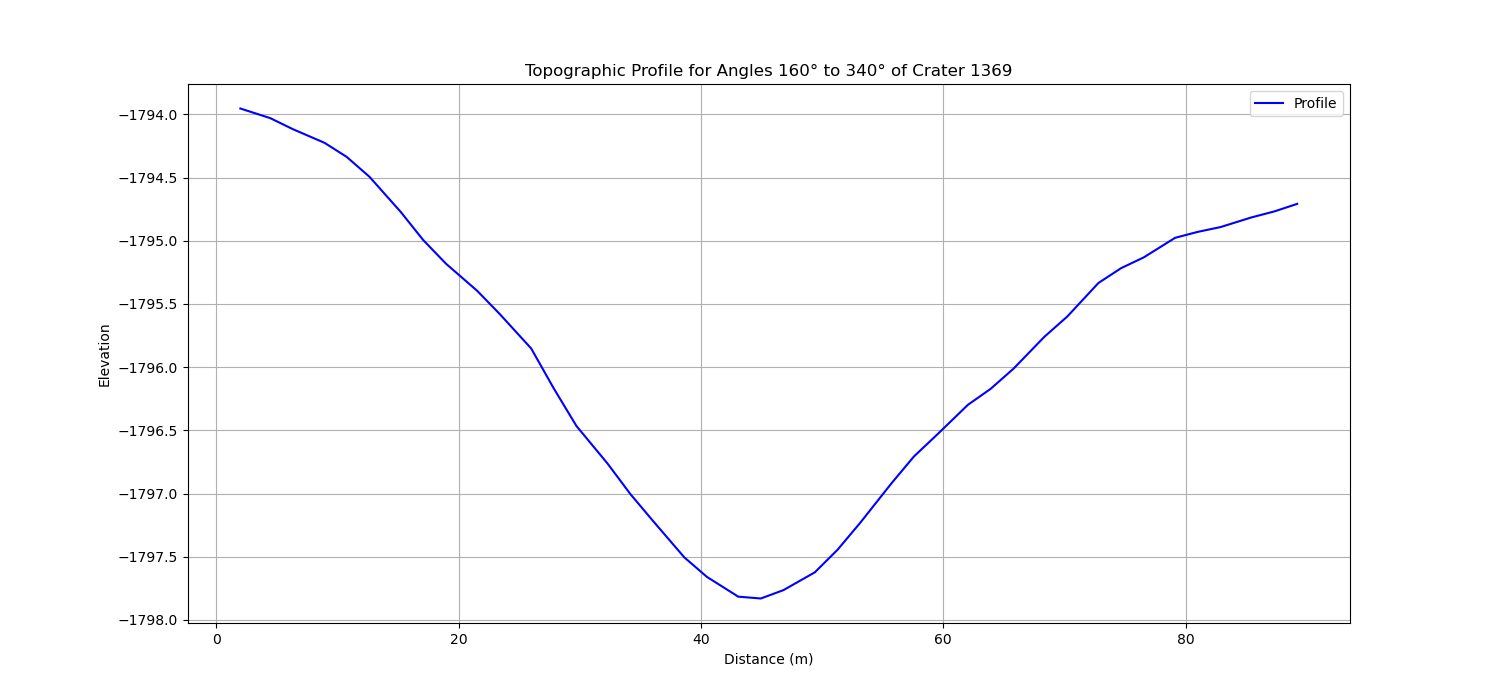 Topographic Profile for Angles 160° to 340° of Crater 1369
Profile
−1794.0
−1794.5
−1795.0
−1795.5
−1796.0
−1796.5
−1797.0
−1797.5
−1798.0
Elevation
0 20 40 60 80
Distance (m)